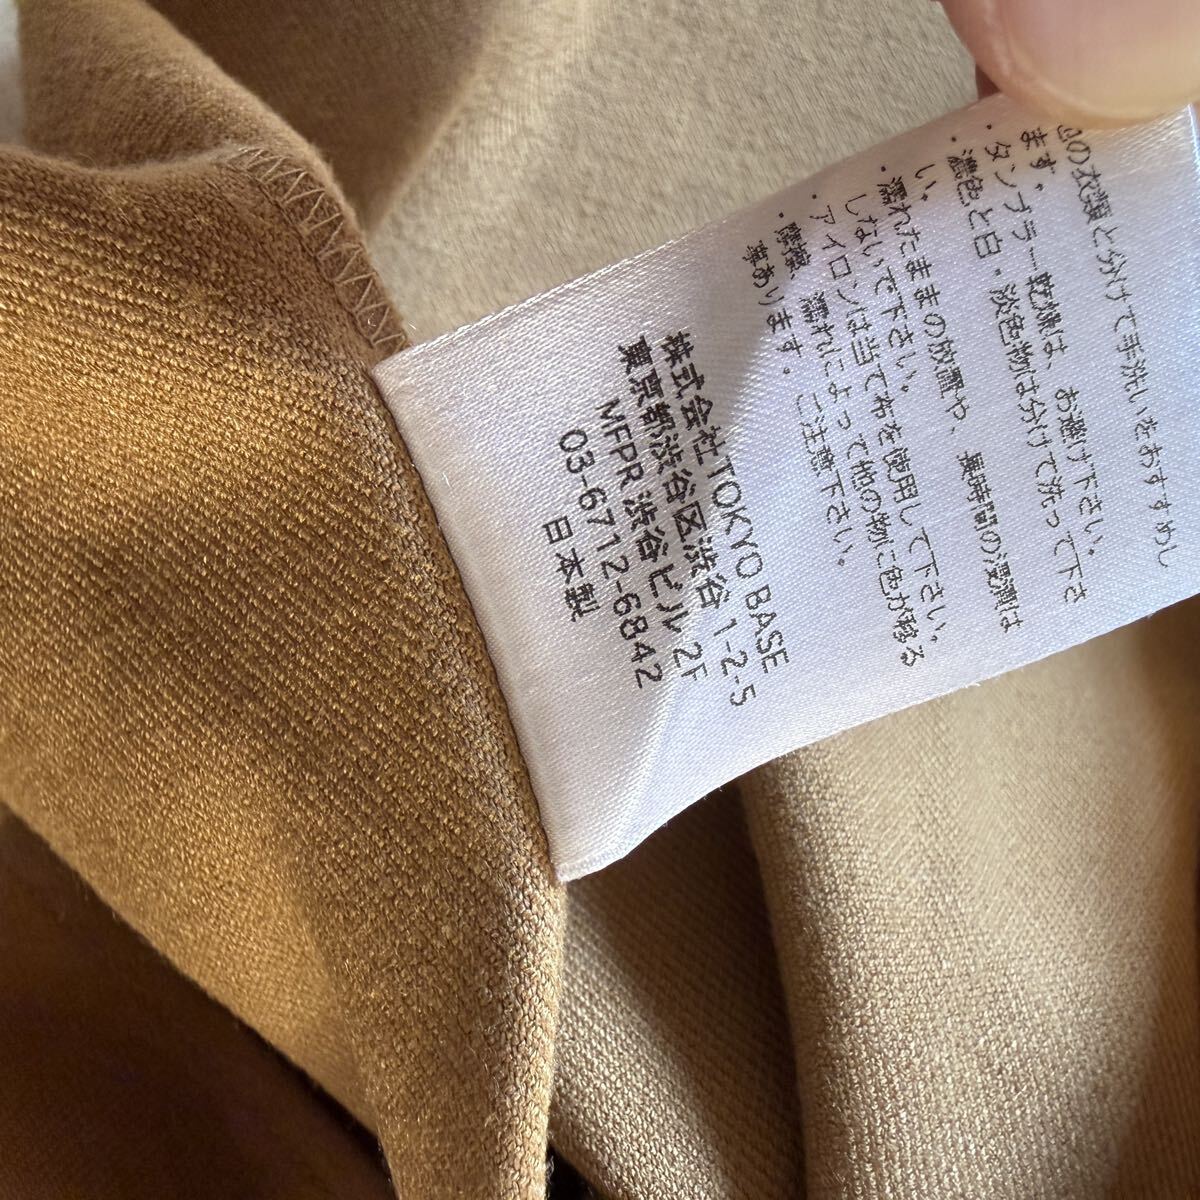 の衣類と分けて手洗いをおすすめし
ます。
・タンブラー乾燥は、お避け下さい。
・濃色と白・淡色物は分けて洗って下さ
い。
・濡れたままの放置や、長時間の浸漬は
しないで下さい。
・アイロンは当て布を使用して下さい。
・摩擦、濡れによって他の物に色が移る
事あります。ご注意下さい。
株式会社TOKYO BASE
東京都渋谷区渋谷 1-2-5
MFPR渋谷ビル 2F
03-6712-6842
日本製